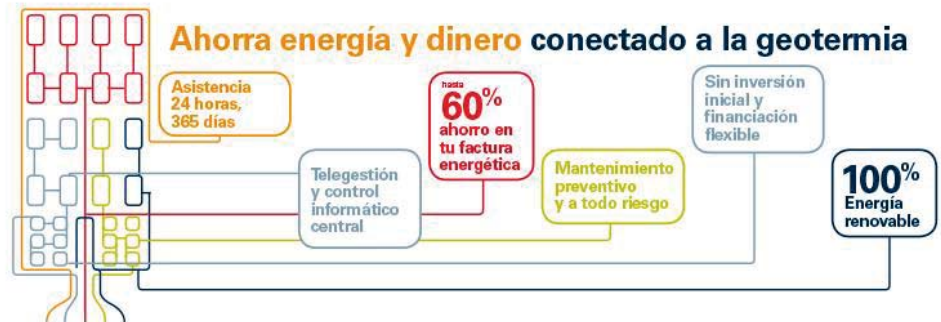 Ahorra energía y dinero conectado a la geotermia
Asistencia
24 horas,
365 días
hasta
60%
ahorro en
tu factura
energética
Sin inversión
inicial y
financiación
flexible
Telegestión
y control
informático
central
Mantenimiento
preventivo
y a todo riesgo
100%
Energía
renovable